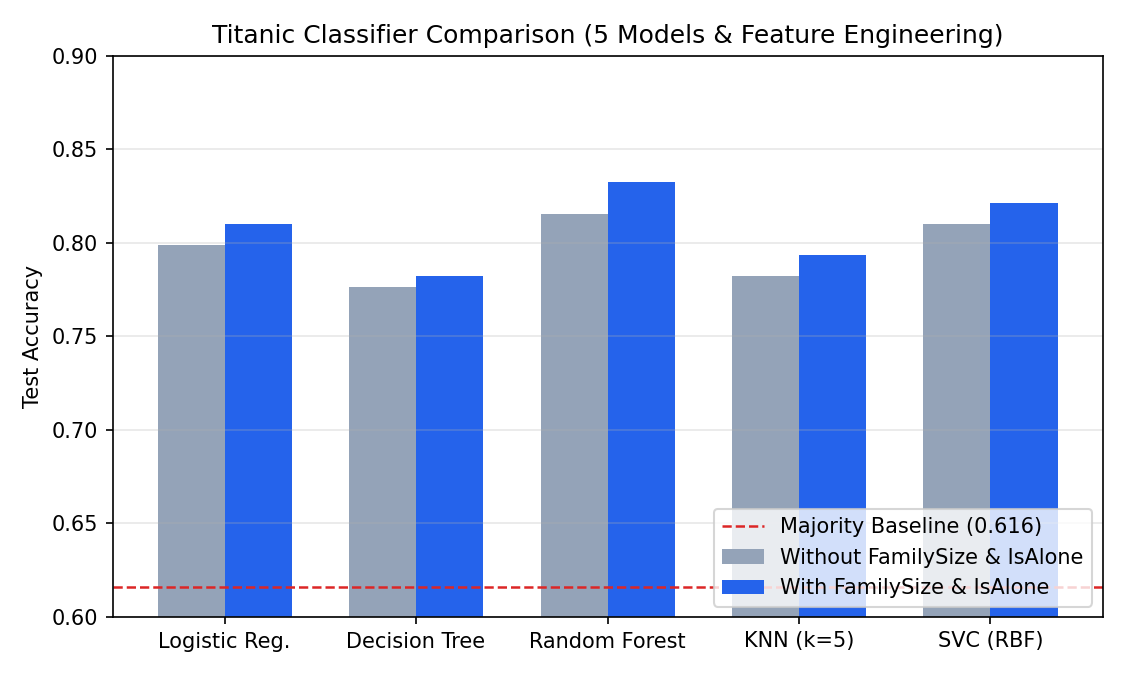 Titanic Classifier Comparison (5 Models & Feature Engineering)
0.90
0.85
0.80
0.75
0.70
0.65
0.60
Test Accuracy
Majority Baseline (0.616)
Without FamilySize & IsAlone
With FamilySize & IsAlone
Logistic Reg.
Decision Tree
Random Forest
KNN (k=5)
SVC (RBF)